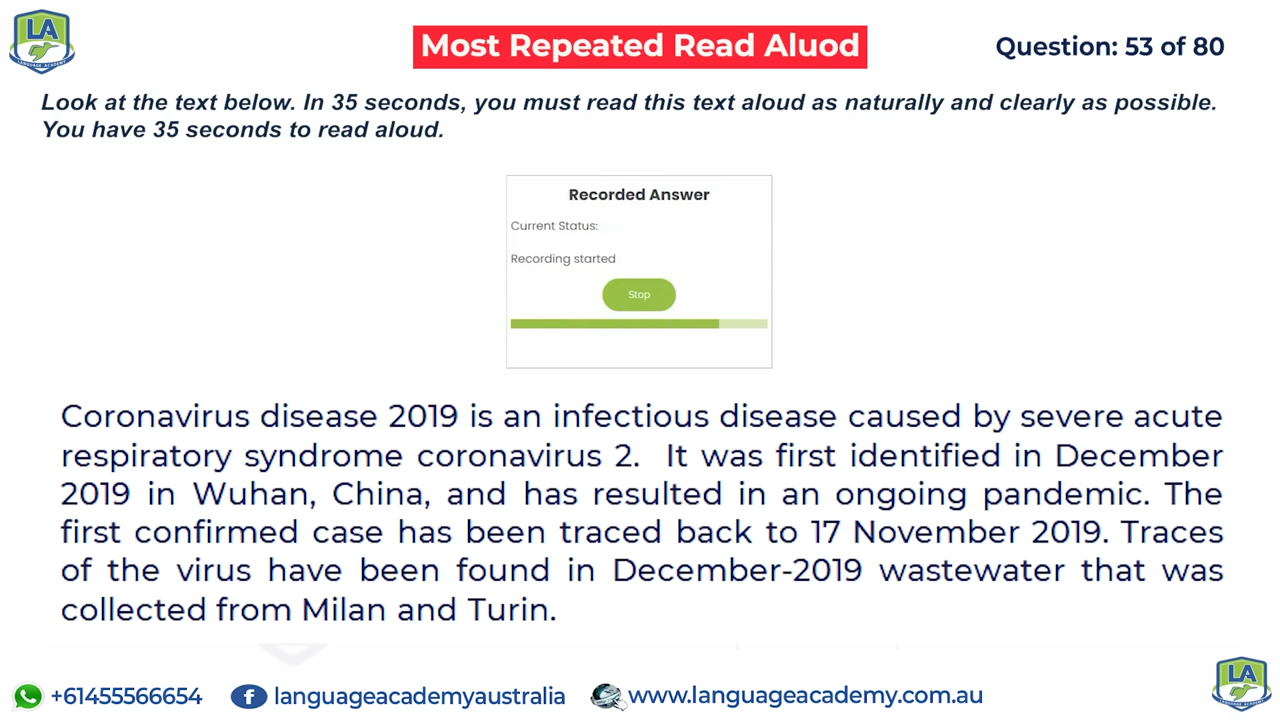 LA
LANGUAGE ACADEMY
Most Repeated Read Aluod
Question: 53 of 80
Look at the text below. In 35 seconds, you must read this text aloud as naturally and clearly as possible.
You have 35 seconds to read aloud.
Recorded Answer
Current Status:
Recording started
Stop
Coronavirus disease 2019 is an infectious disease caused by severe acute
respiratory syndrome coronavirus 2. It was first identified in December
2019 in Wuhan, China, and has resulted in an ongoing pandemic. The
first confirmed case has been traced back to 17 November 2019. Traces
of the virus have been found in December-2019 wastewater that was
collected from Milan and Turin.
+61455566654
languageacademyaustralia
www.languageacademy.com.au
LA
LANGUAGE ACADEMY